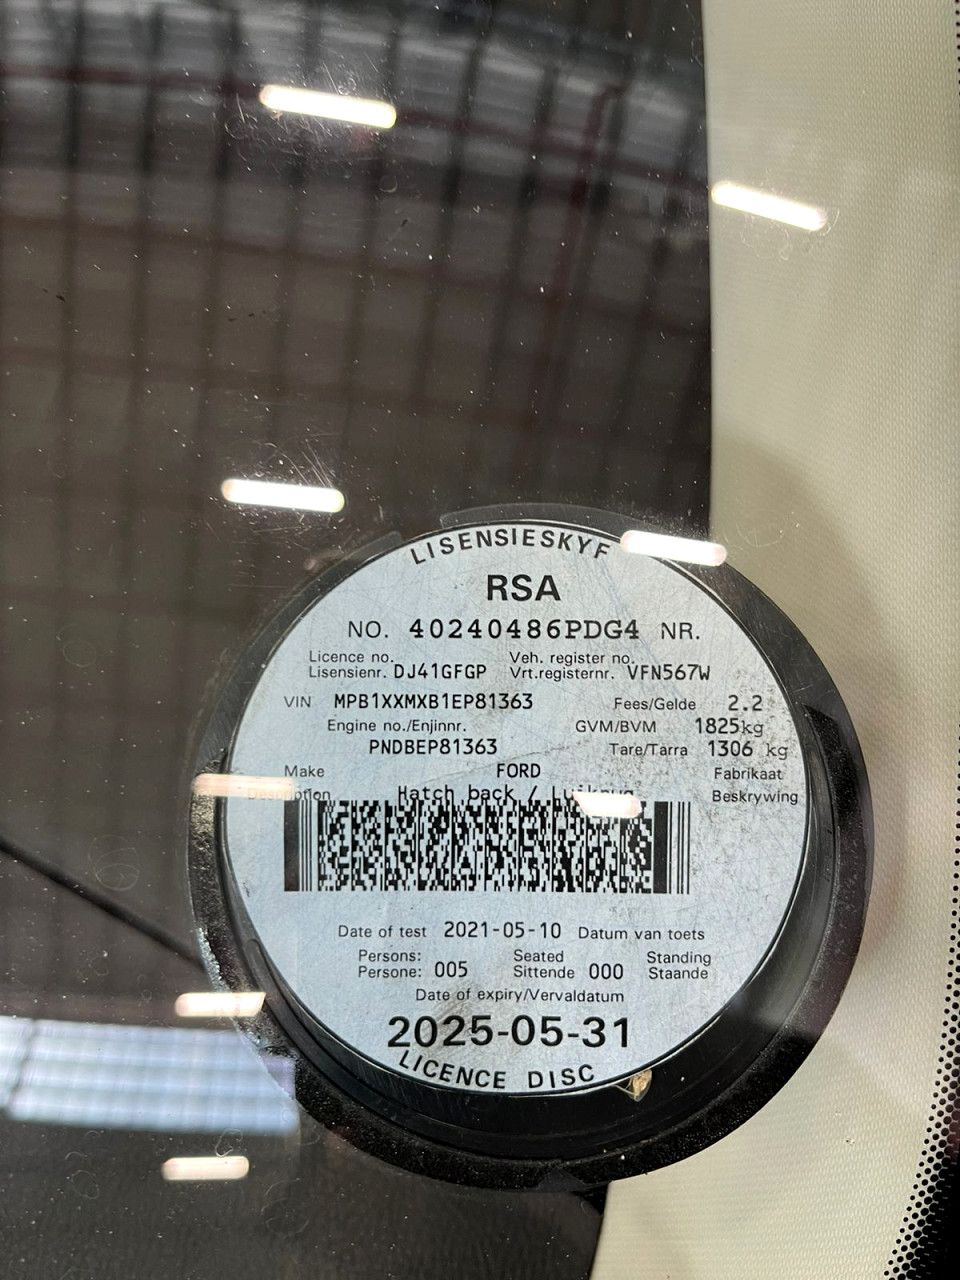 LISENSIESKYF
RSA
NO. 40240486PDG4 NR.
Licence no. Veh. register no.
Lisensienr. DJ41GFGP Vrt.registernr. VFN567W
VIN MPB1XXMXB1EP81363 Fees/Gelde 2.2
Engine no./Enjinnr. GVM/BVM 1825kg
PNDBEP81363 Tare/Tarra 1306 kg
Make FORD Fabrikaat
Description Hatch back / Beskrywing
Date of test 2021-05-10 Datum van toets
Persons: Seated Standing
Persone: 005 Sittende 000 Staande
Date of expiry/Vervaldatum
2025-05-31
LICENCE DISC